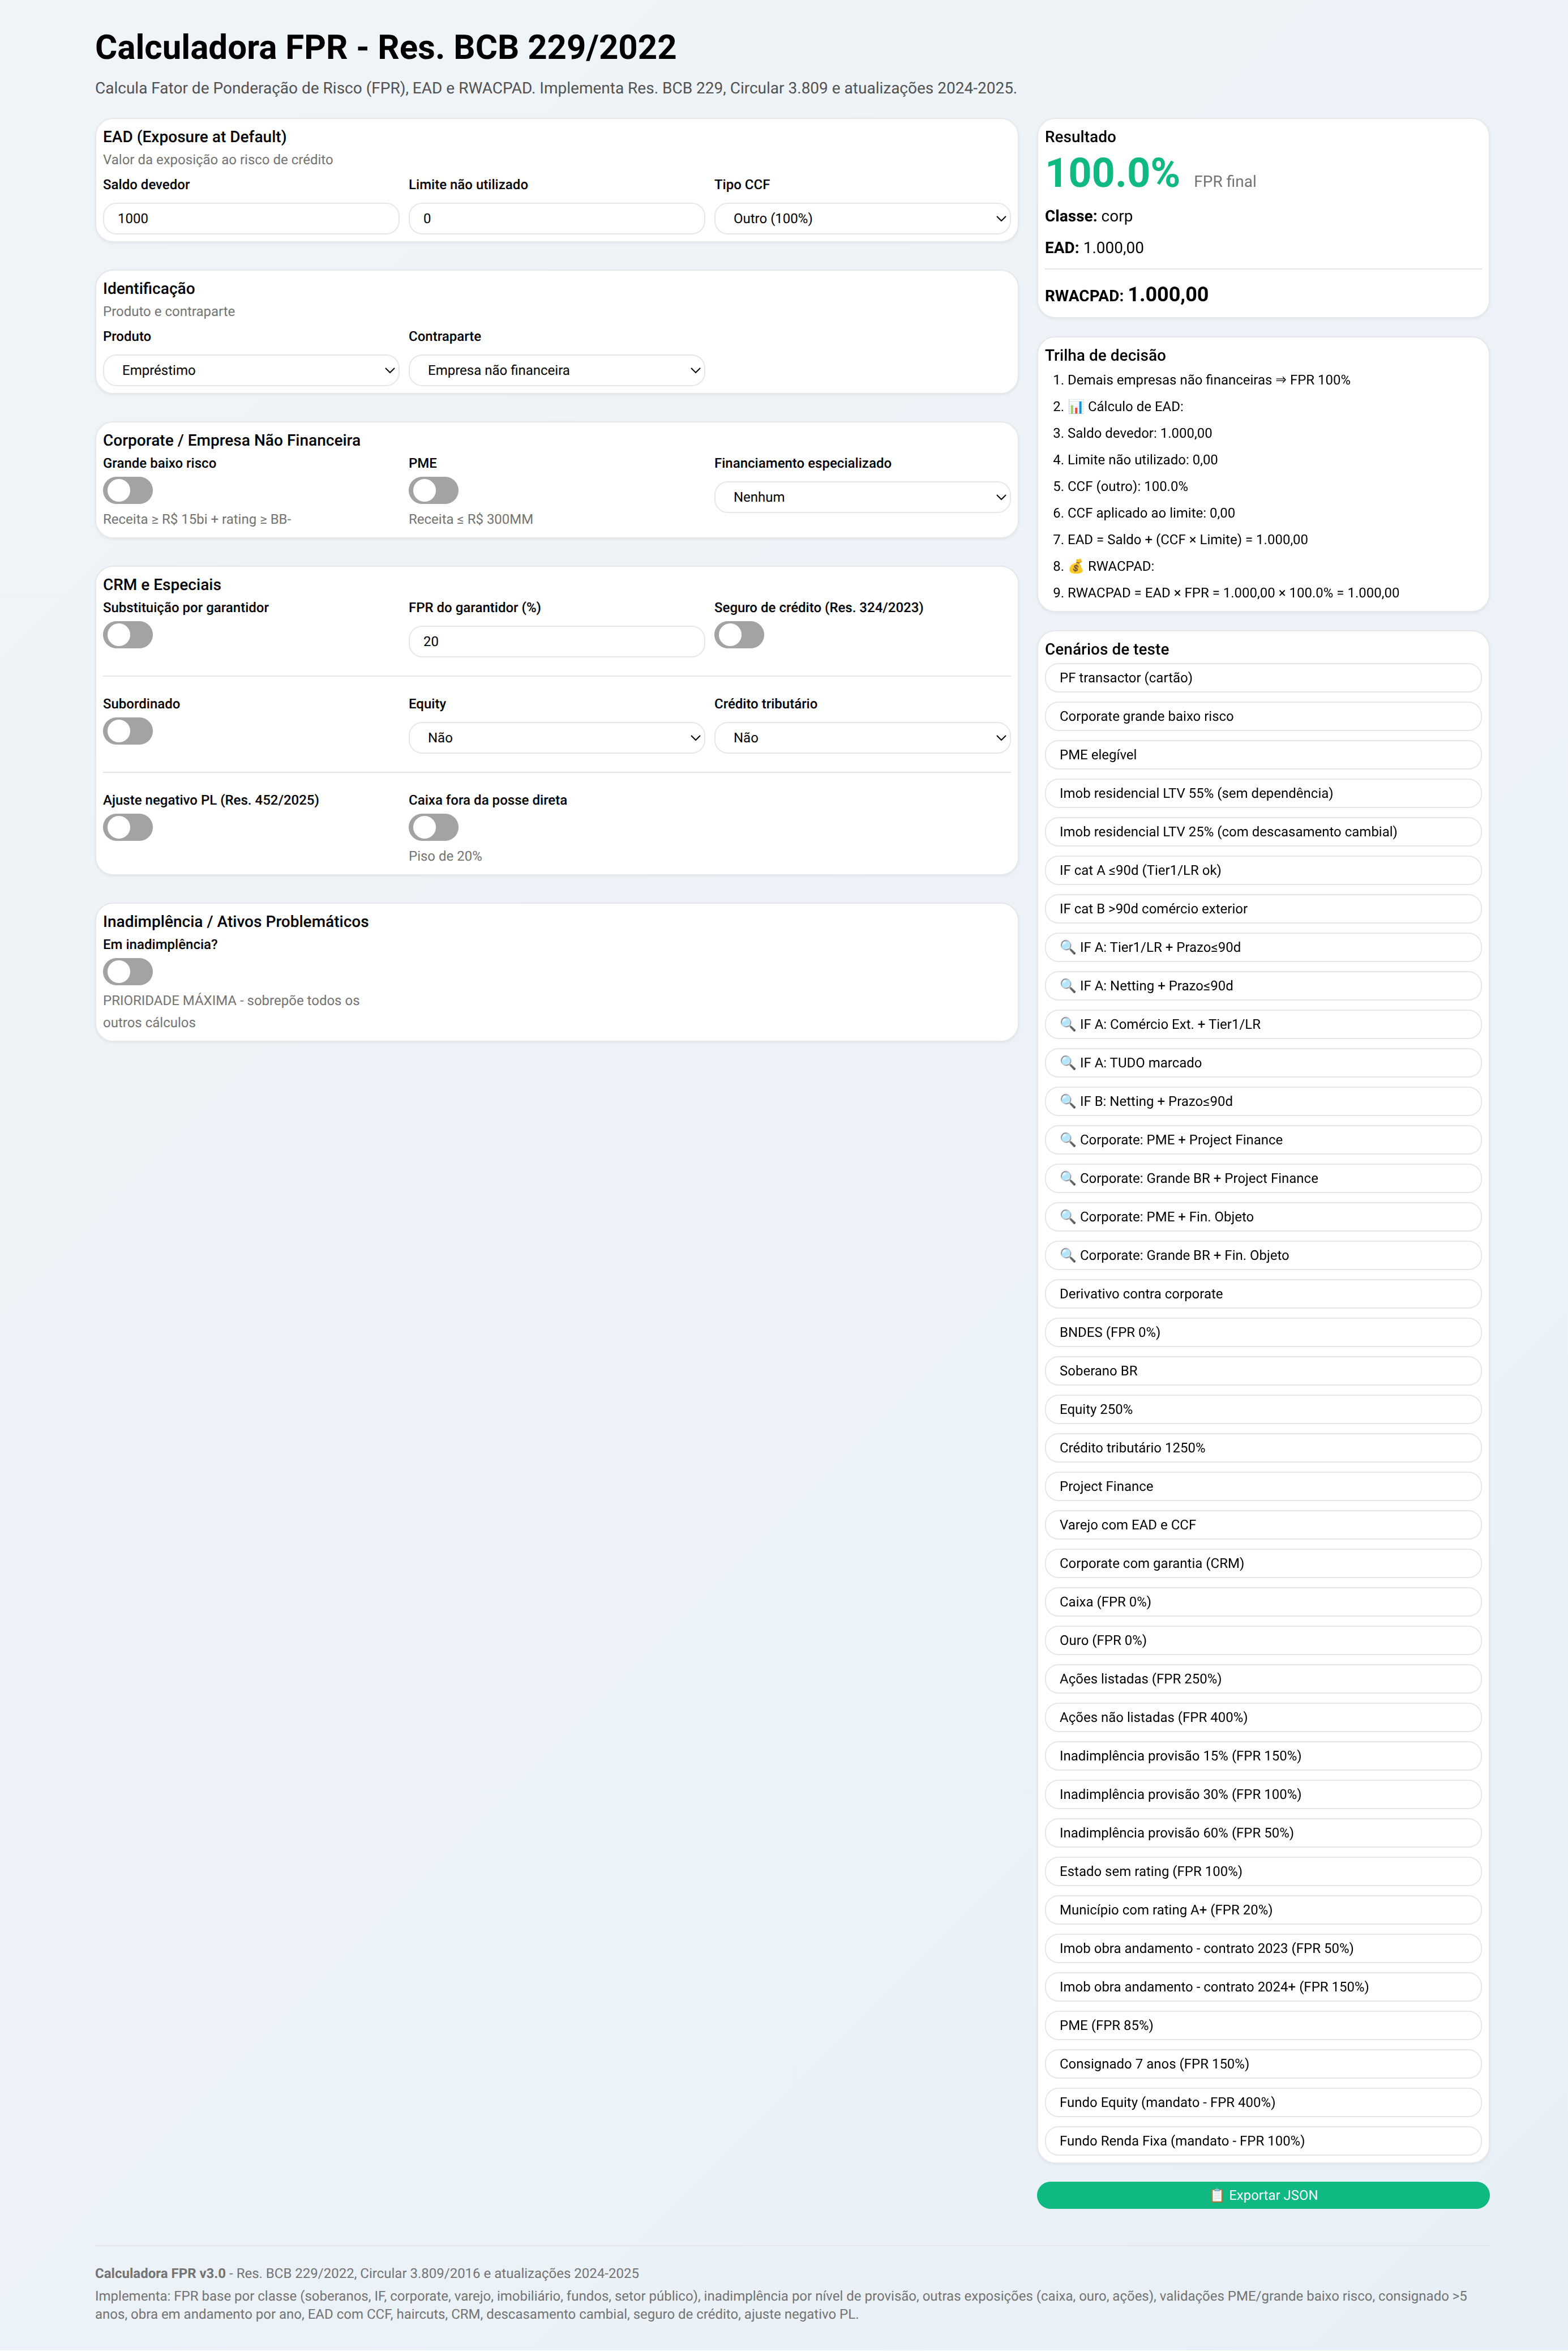 Calculadora FPR - Res. BCB 229/2022
Calcula Fator de Ponderação de Risco (FPR), EAD e RWACPAD. Implementa Res. BCB 229, Circular 3.809 e atualizações 2024-2025.
EAD (Exposure at Default)
Valor da exposição ao risco de crédito
Saldo devedor
Limite não utilizado
Tipo CCF
1000
0
Outro (100%)
Identificação
Produto e contraparte
Produto
Contraparte
Empréstimo
Empresa não financeira
Corporate / Empresa Não Financeira
Grande baixo risco
PME
Financiamento especializado
Nenhum
Receita ≥ R$ 15bi + rating ≥ BB-
Receita ≤ R$ 300MM
CRM e Especiais
Substituição por garantidor
FPR do garantidor (%)
Seguro de crédito (Res. 324/2023)
20
Subordinado
Equity
Crédito tributário
Não
Não
Ajuste negativo PL (Res. 452/2025)
Caixa fora da posse direta
Piso de 20%
Inadimplência / Ativos Problemáticos
Em inadimplência?
PRIORIDADE MÁXIMA - sobrepõe todos os
outros cálculos
Resultado
100.0% FPR final
Classe: corp
EAD: 1.000,00
RWACPAD: 1.000,00
Trilha de decisão
1. Demais empresas não financeiras ⇒ FPR 100%
2. 📊 Cálculo de EAD:
3. Saldo devedor: 1.000,00
4. Limite não utilizado: 0,00
5. CCF (outro): 100.0%
6. CCF aplicado ao limite: 0,00
7. EAD = Saldo + (CCF × Limite) = 1.000,00
8. 💰 RWACPAD:
9. RWACPAD = EAD × FPR = 1.000,00 × 100.0% = 1.000,00
Cenários de teste
PF transactor (cartão)
Corporate grande baixo risco
PME elegível
Imob residencial LTV 55% (sem dependência)
Imob residencial LTV 25% (com descasamento cambial)
IF cat A ≤90d (Tier1/LR ok)
IF cat B >90d comércio exterior
🔍 IF A: Tier1/LR + Prazo≤90d
🔍 IF A: Netting + Prazo≤90d
🔍 IF A: Comércio Ext. + Tier1/LR
🔍 IF A: TUDO marcado
🔍 IF B: Netting + Prazo≤90d
🔍 Corporate: PME + Project Finance
🔍 Corporate: Grande BR + Project Finance
🔍 Corporate: PME + Fin. Objeto
🔍 Corporate: Grande BR + Fin. Objeto
Derivativo contra corporate
BNDES (FPR 0%)
Soberano BR
Equity 250%
Crédito tributário 1250%
Project Finance
Varejo com EAD e CCF
Corporate com garantia (CRM)
Caixa (FPR 0%)
Ouro (FPR 0%)
Ações listadas (FPR 250%)
Ações não listadas (FPR 400%)
Inadimplência provisão 15% (FPR 150%)
Inadimplência provisão 30% (FPR 100%)
Inadimplência provisão 60% (FPR 50%)
Estado sem rating (FPR 100%)
Município com rating A+ (FPR 20%)
Imob obra andamento - contrato 2023 (FPR 50%)
Imob obra andamento - contrato 2024+ (FPR 150%)
PME (FPR 85%)
Consignado 7 anos (FPR 150%)
Fundo Equity (mandato - FPR 400%)
Fundo Renda Fixa (mandato - FPR 100%)
📋 Exportar JSON
Calculadora FPR v3.0 - Res. BCB 229/2022, Circular 3.809/2016 e atualizações 2024-2025
Implementa: FPR base por classe (soberanos, IF, corporate, varejo, imobiliário, fundos, setor público), inadimplência por nível de provisão, outras exposições (caixa, ouro, ações), validações PME/grande baixo risco, consignado >5
anos, obra em andamento por ano, EAD com CCF, haircuts, CRM, descasamento cambial, seguro de crédito, ajuste negativo PL.